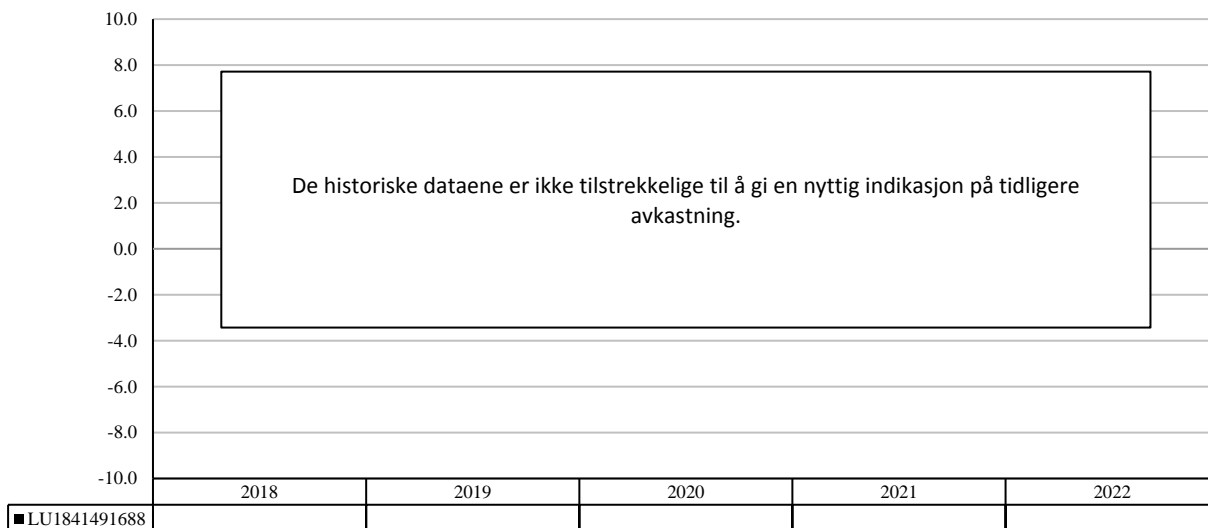 10.0
8.0
6.0
4.0
2.0
0.0
-2.0
-4.0
-6.0
-8.0
-10.0
De historiske dataene er ikke tilstrekkelige til å gi en nyttig indikasjon på tidligere
avkastning.
2018 2019 2020 2021 2022
LU1841491688